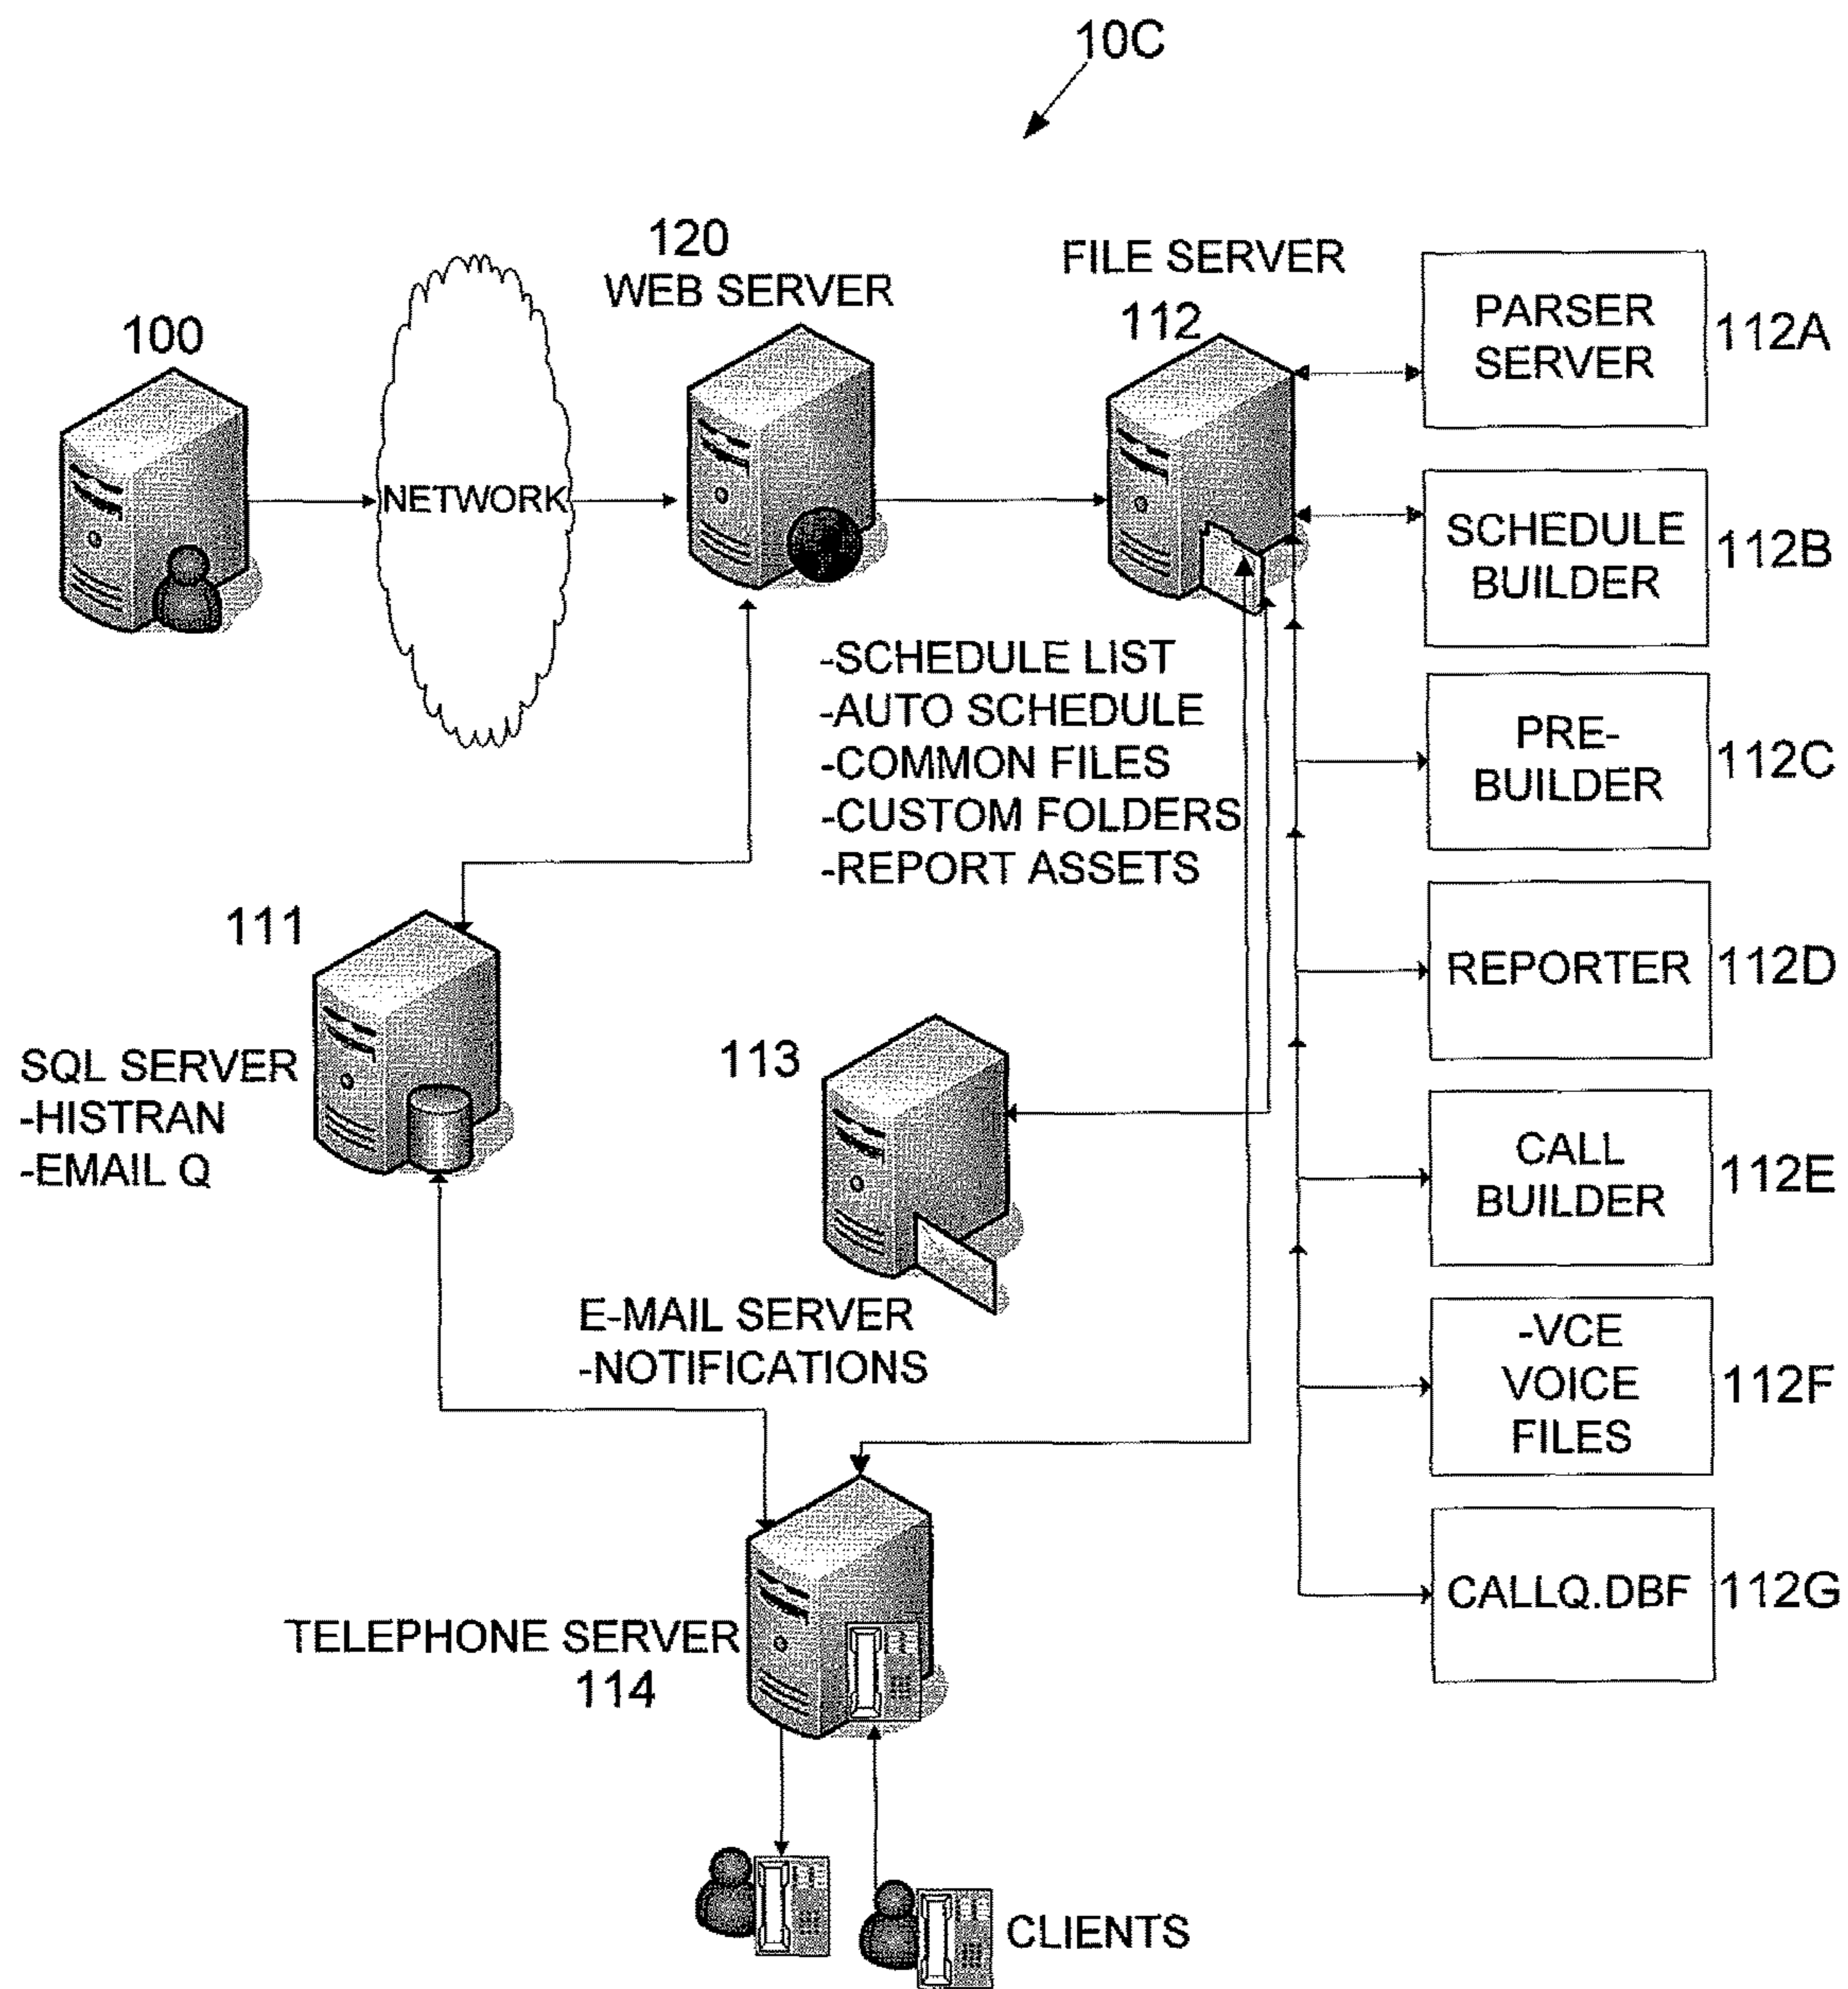 10C
120
WEB SERVER
FILE SERVER
112
100
NETWORK
PARSER
SERVER
112A
SCHEDULE
BUILDER
112B
-SCHEDULE LIST
-AUTO SCHEDULE
-COMMON FILES
-CUSTOM FOLDERS
-REPORT ASSETS
PRE-
BUILDER
112C
REPORTER
112D
111
SQL SERVER
-HISTRAN
-EMAIL Q
113
E-MAIL SERVER
-NOTIFICATIONS
CALL
BUILDER
112E
-VCE
VOICE
FILES
112F
CALLQ.DBF
112G
TELEPHONE SERVER
114
CLIENTS